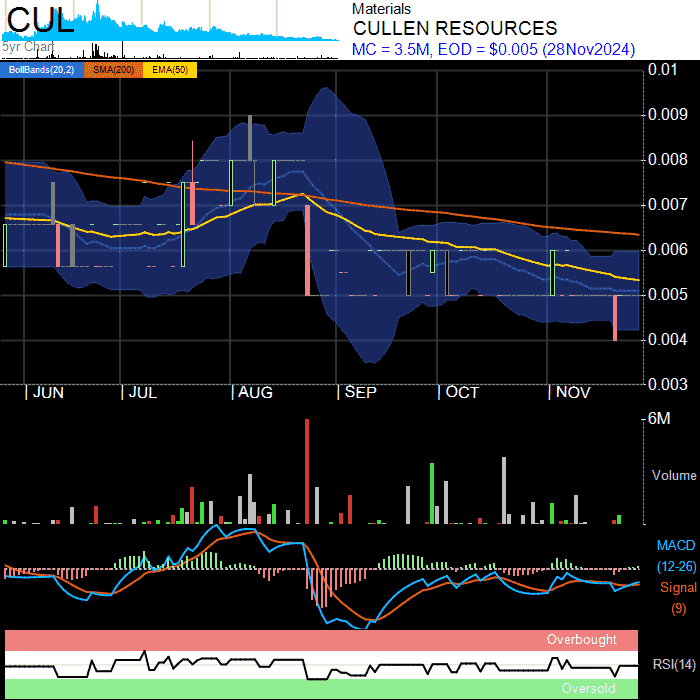 CUL
5yr Chart
Materials
CULLEN RESOURCES
MC = 3.5M, EOD = $0.005 (28Nov2024)
BollBands(20,2) SMA(200) EMA(50)
0.01
0.009
0.008
0.007
0.006
0.005
0.004
0.003
JUN JUL AUG SEP OCT NOV
6M
Volume
MACD
(12-26)
Signal
(9)
Overbought
RSI(14)
Oversold